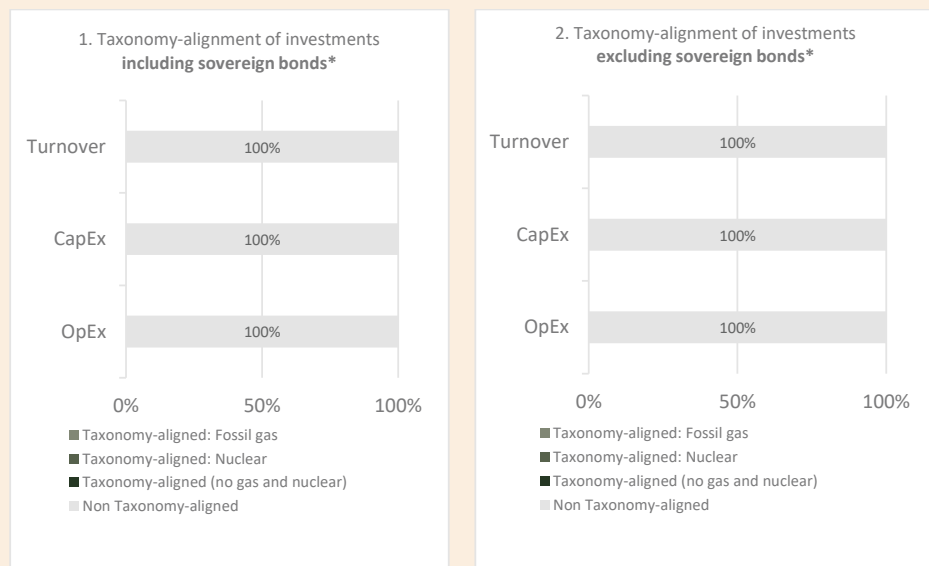 1. Taxonomy-alignment of investments
including sovereign bonds*
Turnover
100%
CapEx
100%
OpEx
100%
0%
50%
100%
Taxonomy-aligned: Fossil gas
Taxonomy-aligned: Nuclear
Taxonomy-aligned (no gas and nuclear)
Non Taxonomy-aligned
2. Taxonomy-alignment of investments
excluding sovereign bonds*
Turnover
100%
CapEx
100%
OpEx
100%
0%
50%
100%
Taxonomy-aligned: Fossil gas
Taxonomy-aligned: Nuclear
Taxonomy-aligned (no gas and nuclear)
Non Taxonomy-aligned